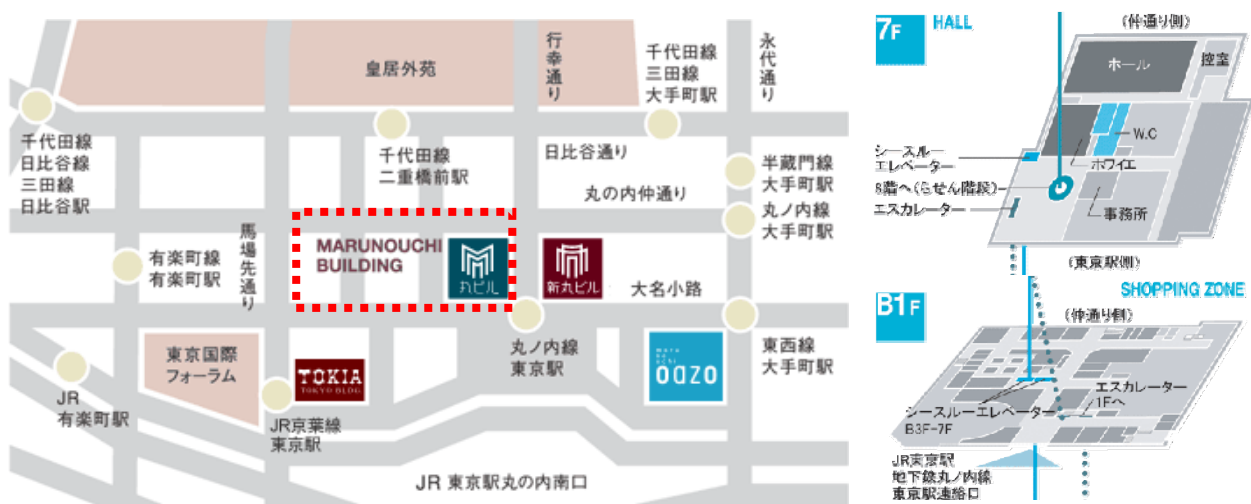 皇居外苑
行幸通り
千代田線
三田線
大手町駅
永代通り
千代田線
日比谷線
三田線
日比谷駅
千代田線
二重橋前駅
日比谷通り
半蔵門線
大手町駅
丸の内仲通り
丸ノ内線
大手町駅
有楽町線
有楽町駅
馬場先通り
MARUNOUCHI
BUILDING
丸ビル
新丸ビル
大名小路
東京国際
フォーラム
TOKIA
TOKYO BLDG.
丸ノ内線
東京駅
marunouchi
oazo
東西線
大手町駅
JR
有楽町駅
JR京葉線
東京駅
JR 東京駅丸の内南口
7F HALL
(仲通り側)
ホール
控室
W.C
シースルー
エレベーター
ホワイエ
8階へ(らせん階段)
エスカレーター
事務所
(東京駅側)
SHOPPING ZONE
B1F
(仲通り側)
エスカレーター
1Fへ
シースルーエレベーター
B3F-7F
JR東京駅
地下鉄丸ノ内線
東京駅連絡口